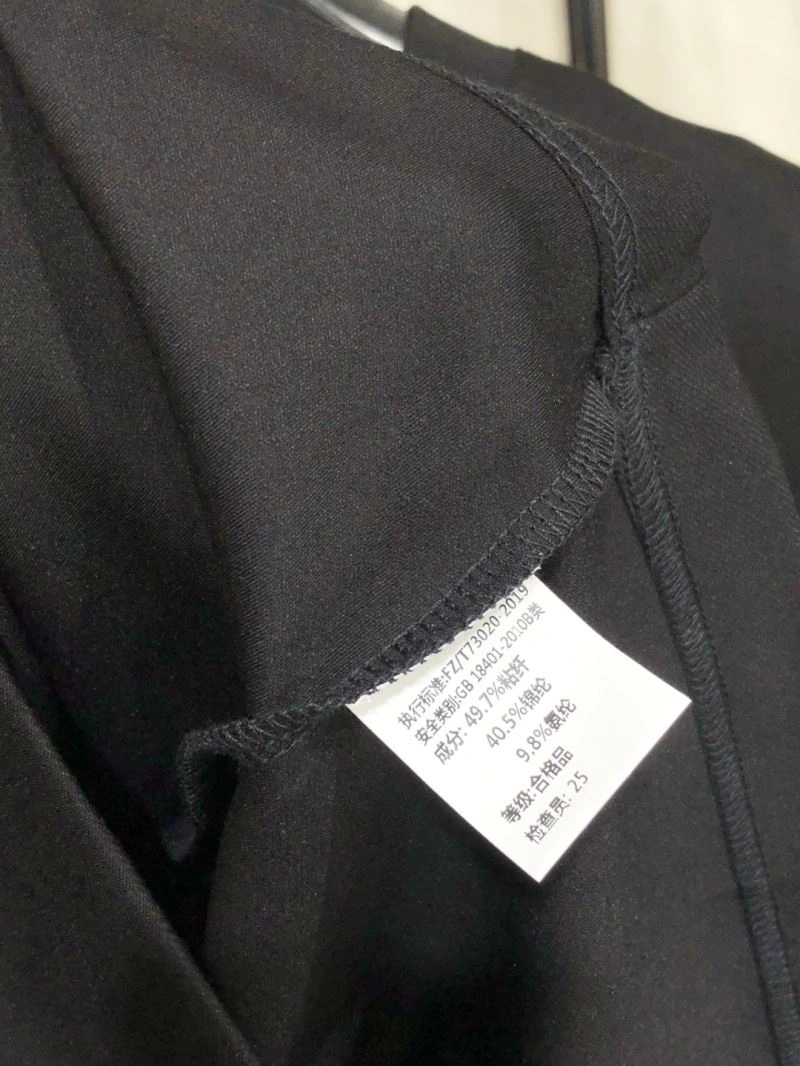 执行标准:FZ/T73020-2019
安全类别:GB 18401-2010B类
成分: 49.7%粘纤
40.5%锦纶
9.8%氨纶
等级:合格品
检查员: 25